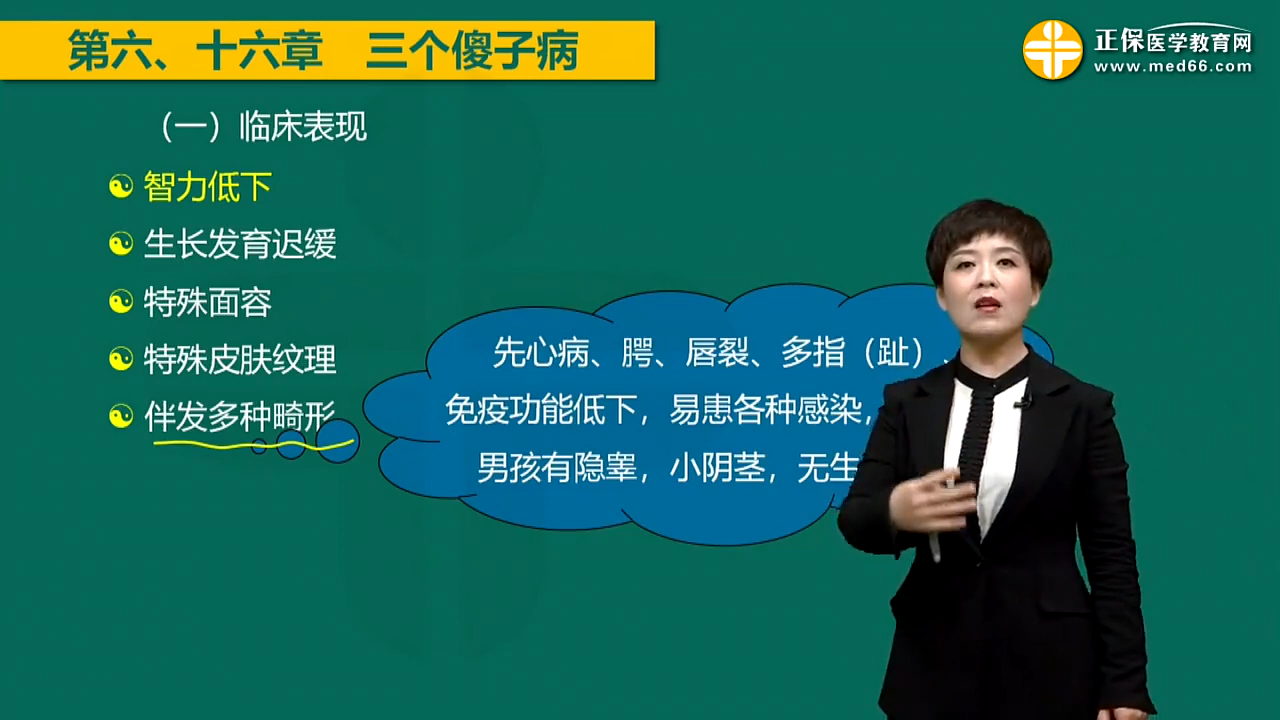 第六、十六章 三个傻子病
正保医学教育网
www.med66.com
（一）临床表现
智力低下
生长发育迟缓
特殊面容
特殊皮肤纹理
伴发多种畸形
先心病、腭、唇裂、多指（趾）、
免疫功能低下，易患各种感染，
男孩有隐睾，小阴茎，无生